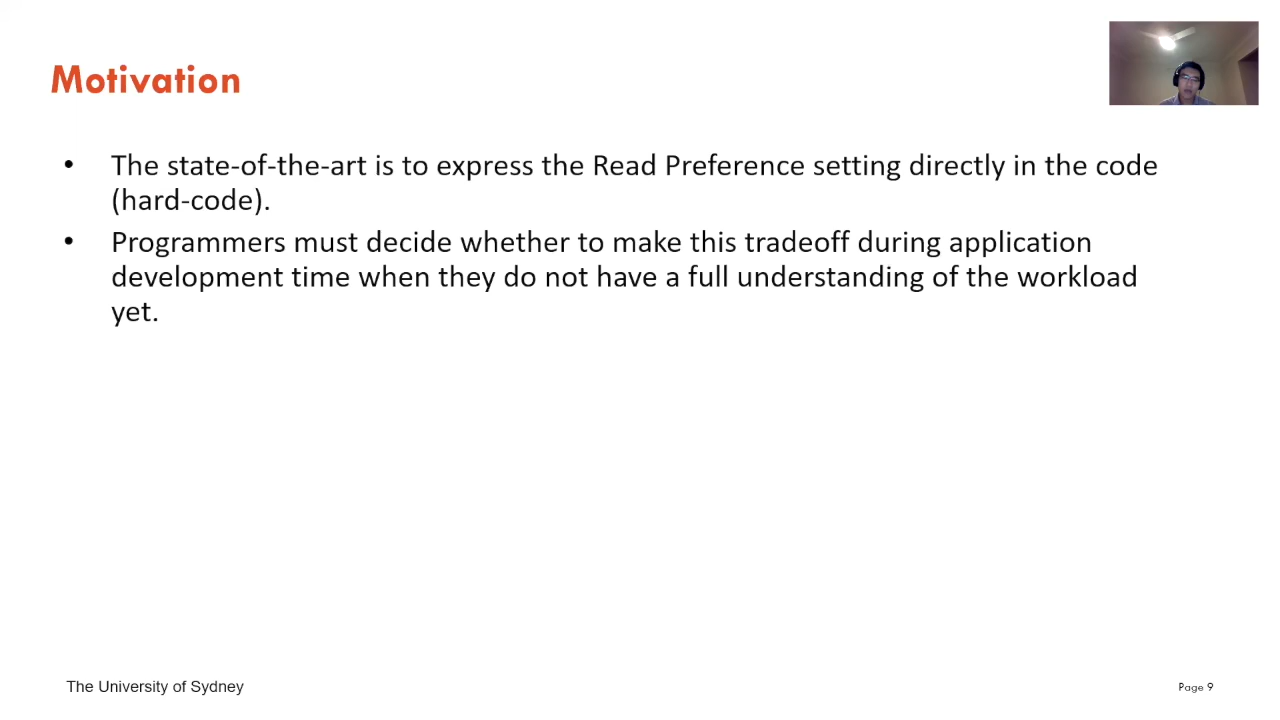 Motivation
• The state-of-the-art is to express the Read Preference setting directly in the code
(hard-code).
• Programmers must decide whether to make this tradeoff during application
development time when they do not have a full understanding of the workload
yet.
The University of Sydney
Page 9